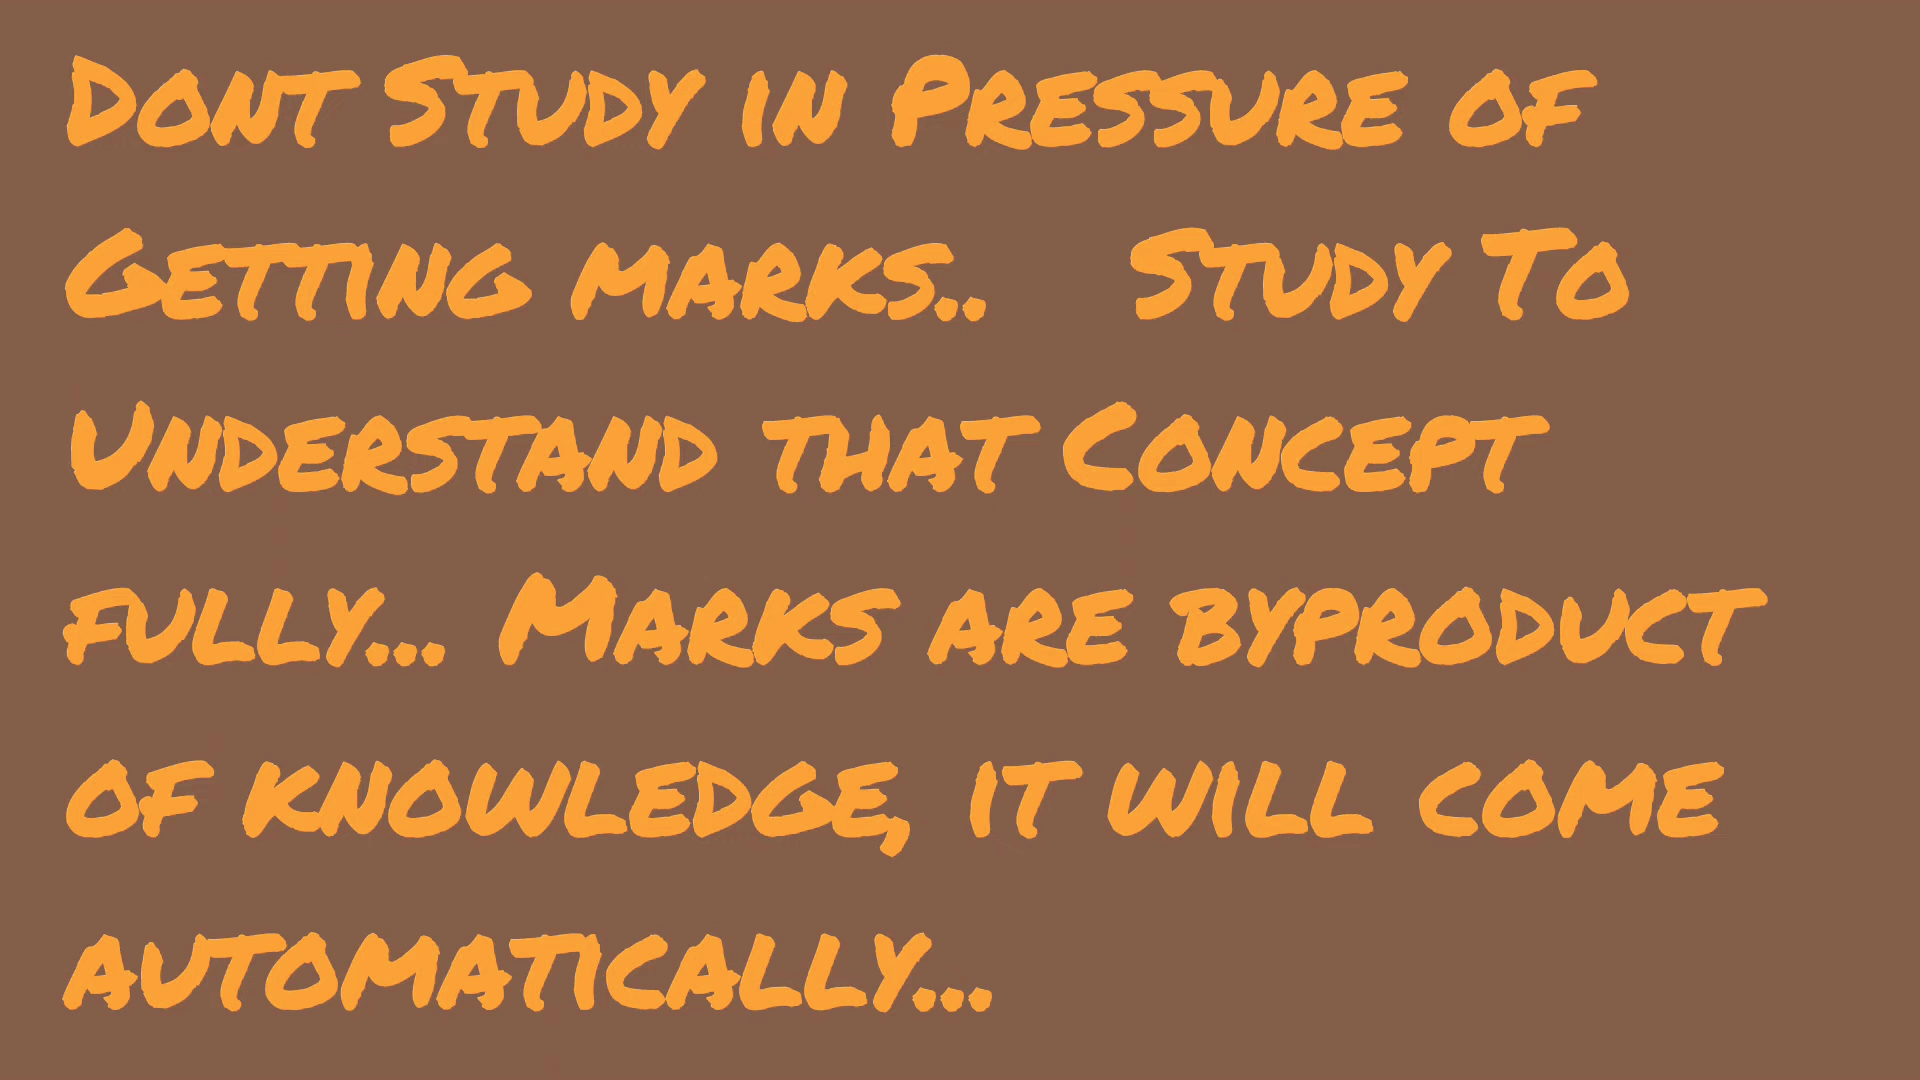 Dont Study in Pressure of
Getting marks.. Study To
Understand that Concept
fully... Marks are byproduct
of knowledge, it will come
automatically...